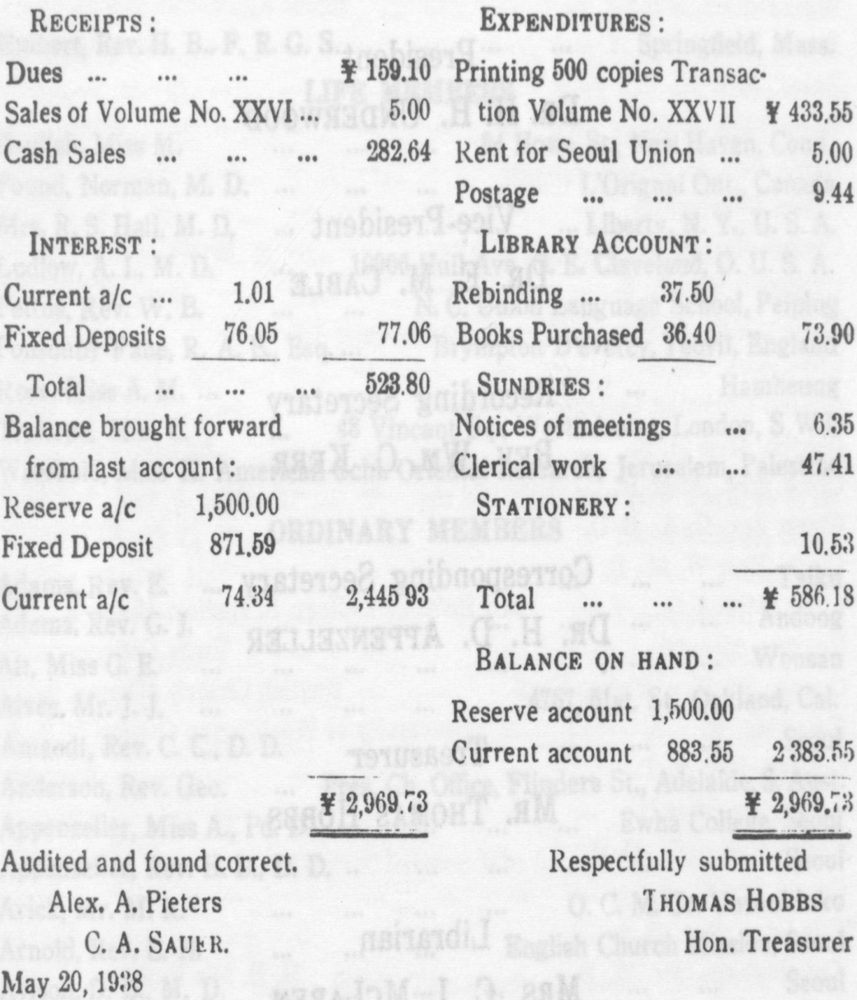 RECEIPTS :
Dues ... ... ... ¥ 159.10
Sales of Volume No. XXVI ... 5.00
Cash Sales ... ... 282.64
INTEREST :
Current a/c ... 1.01
Fixed Deposits 76.05 77.06
Total ... ... 523.80
Balance brought forward
from last account.
Reserve a/c 1,500.00
Fixed Deposit 871.59
Current a/c 74.34 2,445 93
¥ 2,969.73
Audited and found correct.
Alex. A. Pieters
C. A. SAUER.
May 20, 1938
EXPENDITURES :
Printing 500 copies Transac-
tion Volume No. XXVII ¥ 433.55
Rent for Seoul Union ... 5.00
Postage ... ... ... 9.44
LIBRARY ACCOUNT :
Rebinding ... 37.50
Books Purchased 36.40 73.90
SUNDRIES :
Notices of meetings ... 6.35
Clerical work ... ... 47.41
STATIONERY :
10.53
Total ... ... ... ¥ 586.18
BALANCE ON HAND :
Reserve account 1,500.00
Current account 883.55 2 383.55
¥ 2,969.73
Respectfully submitted
THOMAS HOBBS
Hon. Treasurer